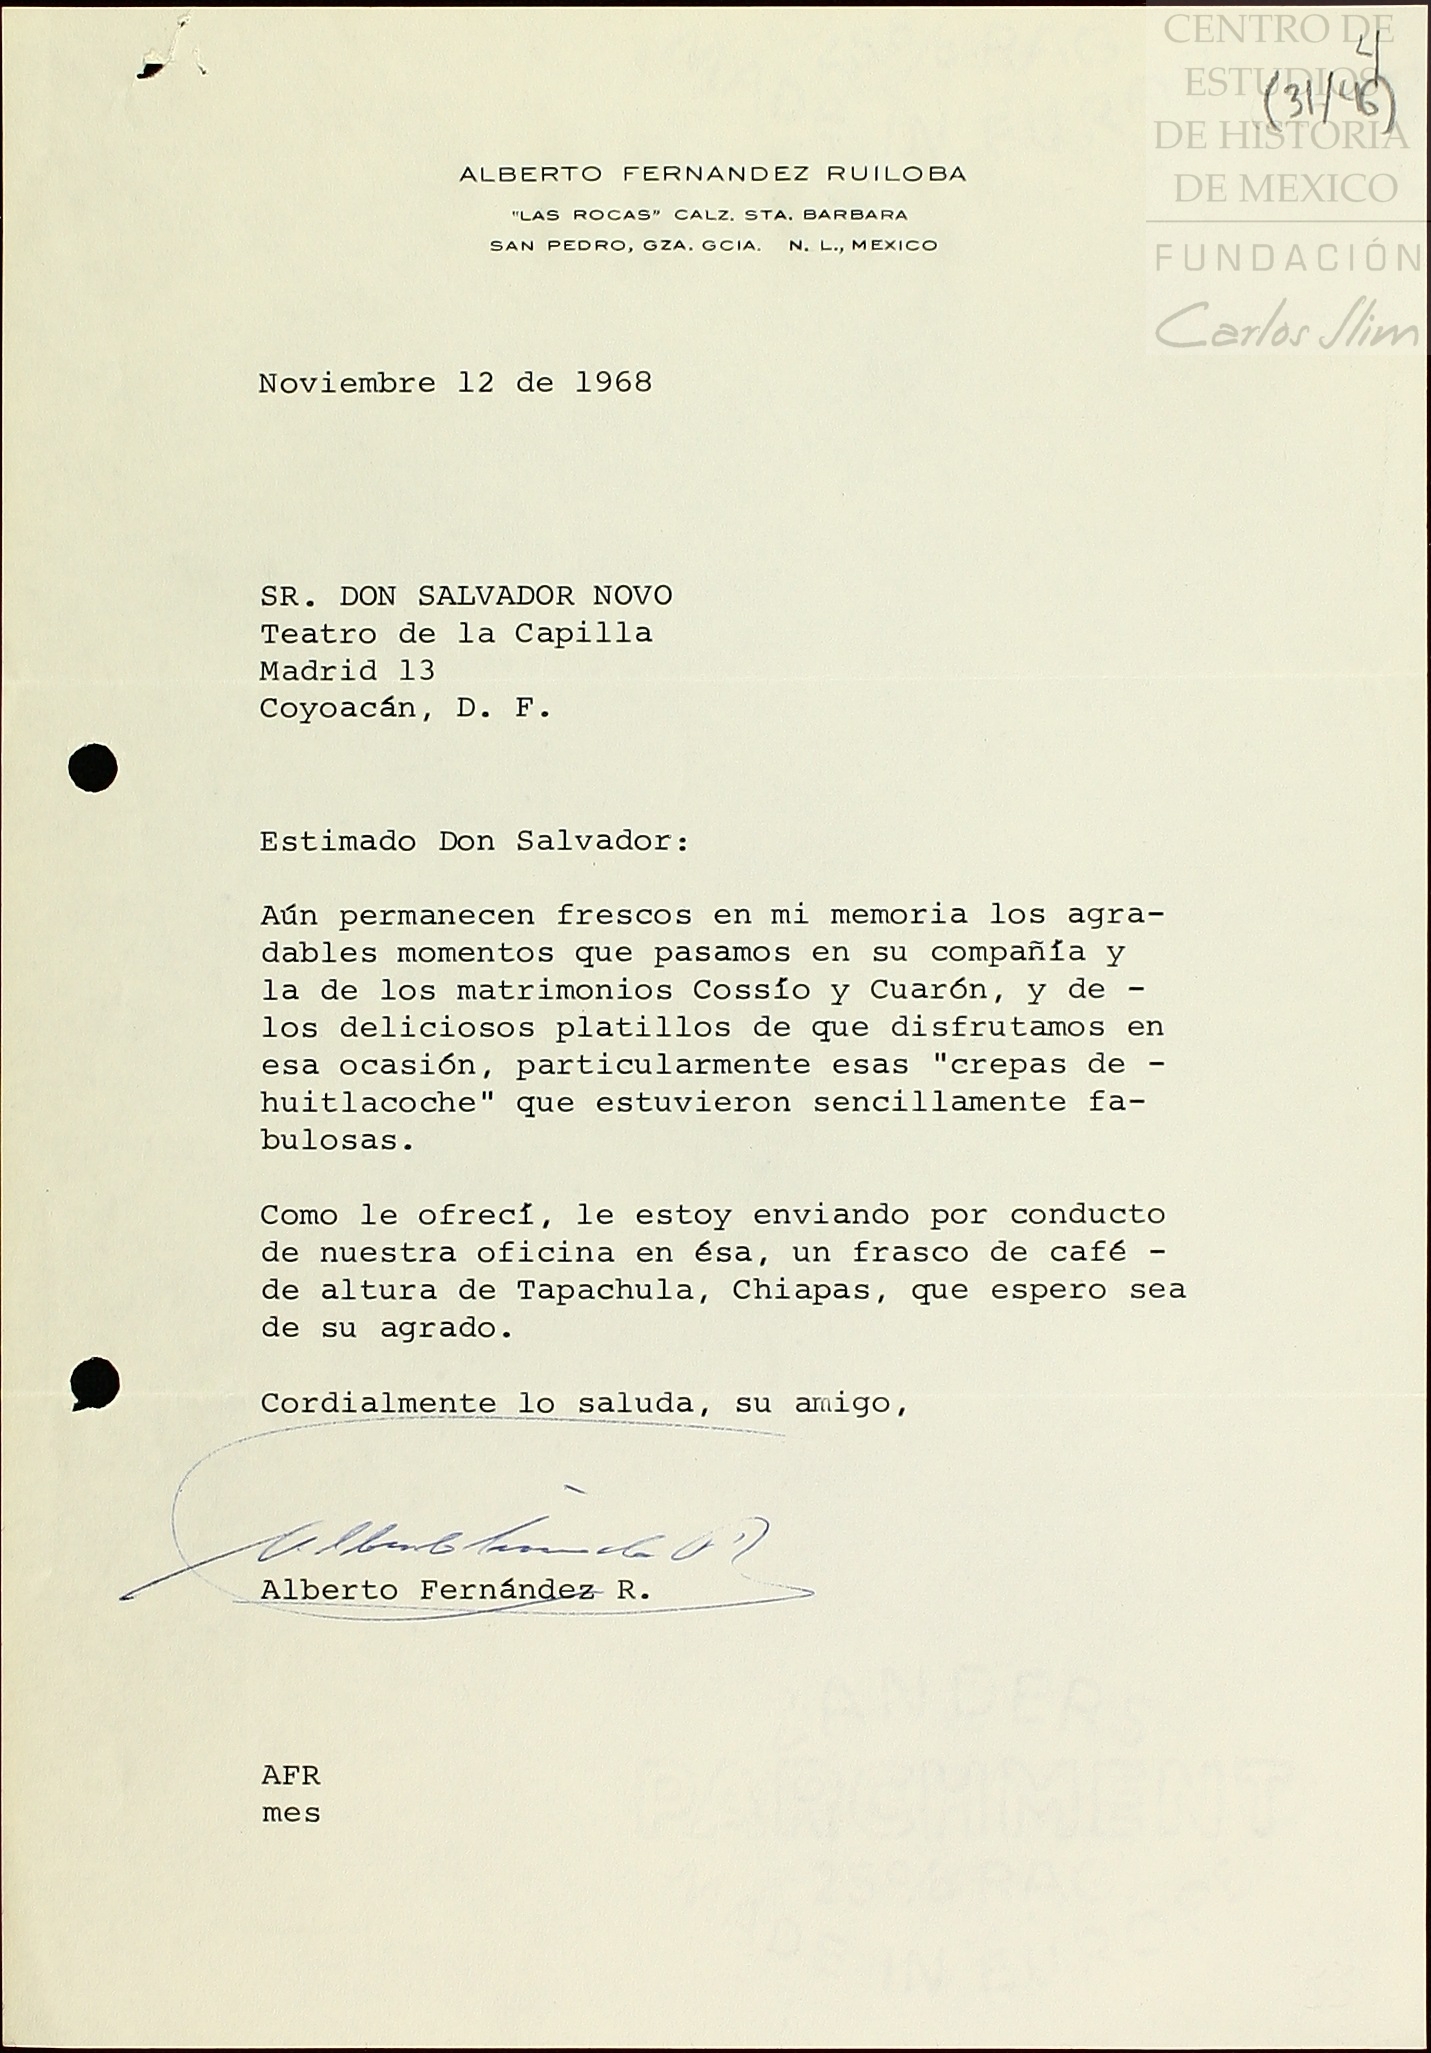 CENTRO DE
ESTUDIOS
DE HISTORIA
DE MEXICO
FUNDACIÓN
Carlos Slim
4
(31/46)
ALBERTO FERNANDEZ RUILOBA
"LAS ROCAS" CALZ. STA. BARBARA
SAN PEDRO, GZA. GCIA. N. L., MEXICO
Noviembre 12 de 1968
SR. DON SALVADOR NOVO
Teatro de la Capilla
Madrid 13
Coyoacán, D. F.
Estimado Don Salvador:
Aún permanecen frescos en mi memoria los agra-
dables momentos que pasamos en su compañía y
la de los matrimonios Cossío y Cuarón, y de -
los deliciosos platillos de que disfrutamos en
esa ocasión, particularmente esas "crepas de -
huitlacoche" que estuvieron sencillamente fa-
bulosas.
Como le ofrecí, le estoy enviando por conducto
de nuestra oficina en ésa, un frasco de café -
de altura de Tapachula, Chiapas, que espero sea
de su agrado.
Cordialmente lo saluda, su amigo,
Alberto Fernández R.
AFR
mes